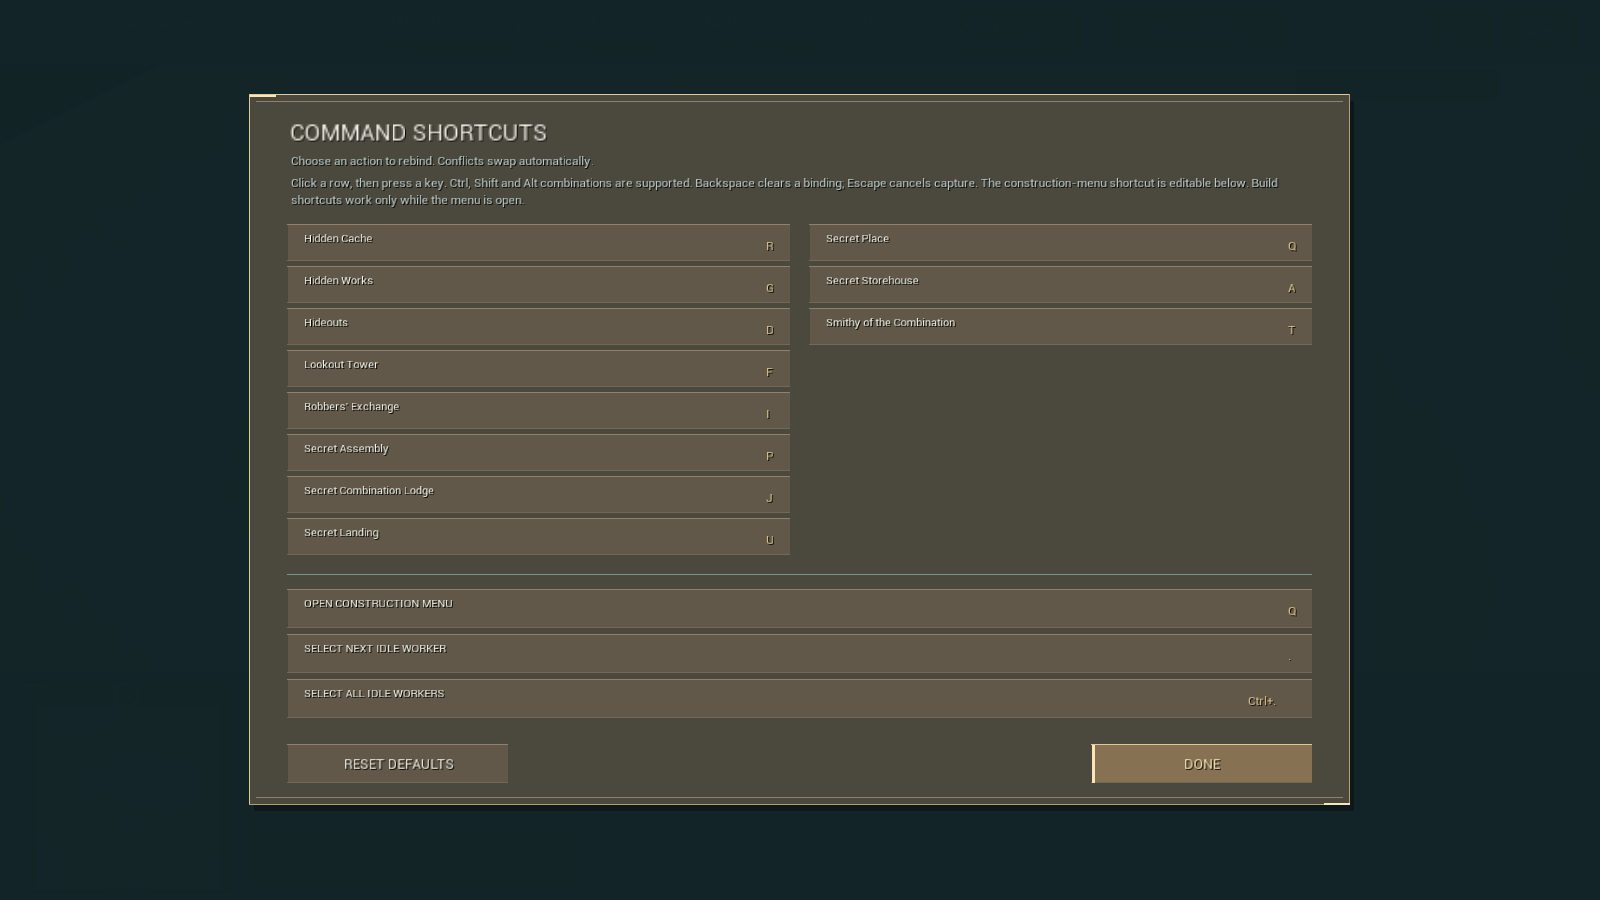 COMMAND SHORTCUTS
Choose an action to rebind. Conflicts swap automatically.
Click a row, then press a key. Ctrl, Shift and Alt combinations are supported. Backspace clears a binding; Escape cancels capture. The construction-menu shortcut is editable below. Build
shortcuts work only while the menu is open.
Hidden Cache R
Hidden Works G
Hideouts D
Lookout Tower F
Robbers' Exchange I
Secret Assembly P
Secret Combination Lodge J
Secret Landing U
Secret Place Q
Secret Storehouse A
Smithy of the Combination T
OPEN CONSTRUCTION MENU Q
SELECT NEXT IDLE WORKER .
SELECT ALL IDLE WORKERS Ctrl+.
RESET DEFAULTS
DONE